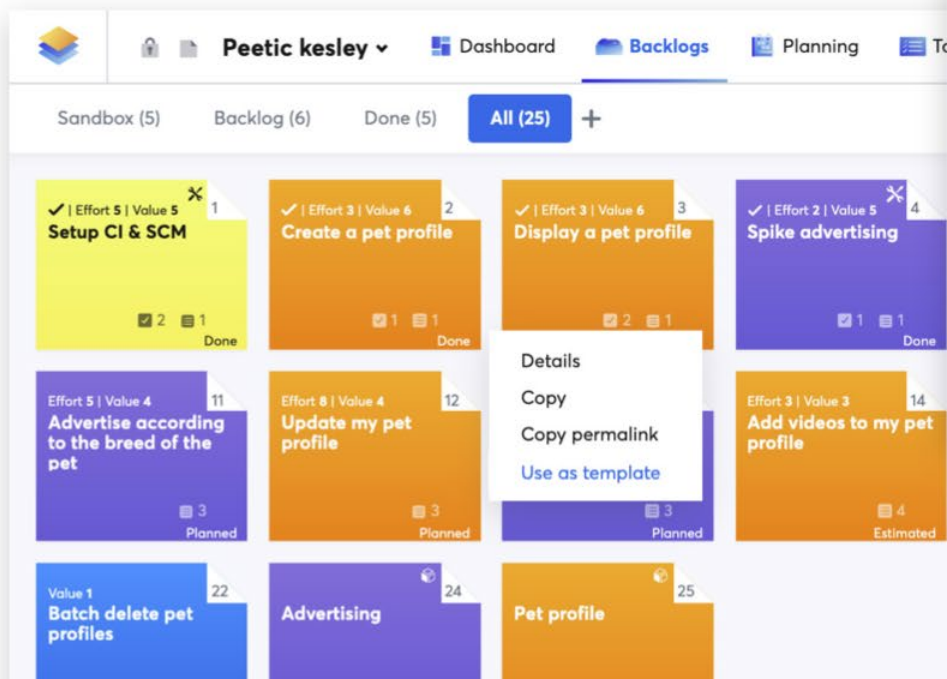 Peetic kesley
Dashboard
Backlogs
Planning
Sandbox (5)
Backlog (6)
Done (5)
All (25)
+
| Effort 5 | Value 5
1
Setup CI & SCM
2
1
Done
| Effort 3 | Value 6
2
Create a pet profile
1
1
Done
| Effort 3 | Value 6
3
Display a pet profile
2
1
| Effort 2 | Value 5
4
Spike advertising
1
1
Done
Details
Copy
Copy permalink
Use as template
Effort 5 | Value 4
11
Advertise according
to the breed of the
pet
3
Planned
Effort 8 | Value 4
12
Update my pet
profile
3
Planned
3
Planned
Effort 3 | Value 3
14
Add videos to my pet
profile
4
Estimated
Value 1
22
Batch delete pet
profiles
24
Advertising
25
Pet profile